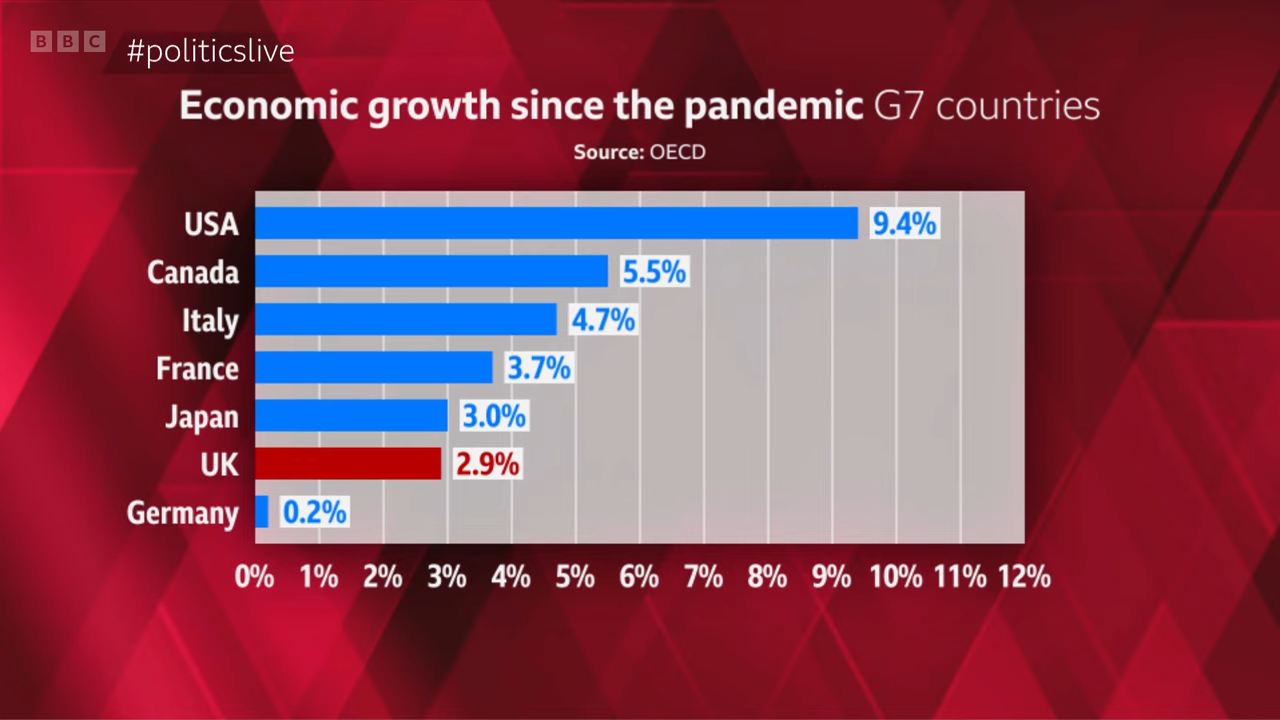 BBC
#politicslive
Economic growth since the pandemic G7 countries
Source: OECD
USA 9.4%
Canada 5.5%
Italy 4.7%
France 3.7%
Japan 3.0%
UK 2.9%
Germany 0.2%
0% 1% 2% 3% 4% 5% 6% 7% 8% 9% 10% 11% 12%